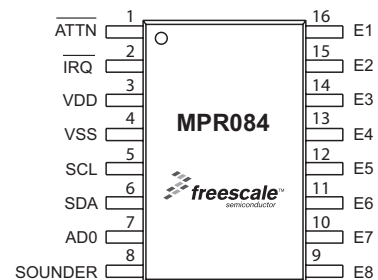 ATTN 1 16 E1
IRQ 2 15 E2
VDD 3 14 E3
VSS 4 13 E4
MPR084
SCL 5 12 E5
SDA 6 11 E6
freescale™
semiconductor
AD0 7 10 E7
SOUNDER 8 9 E8